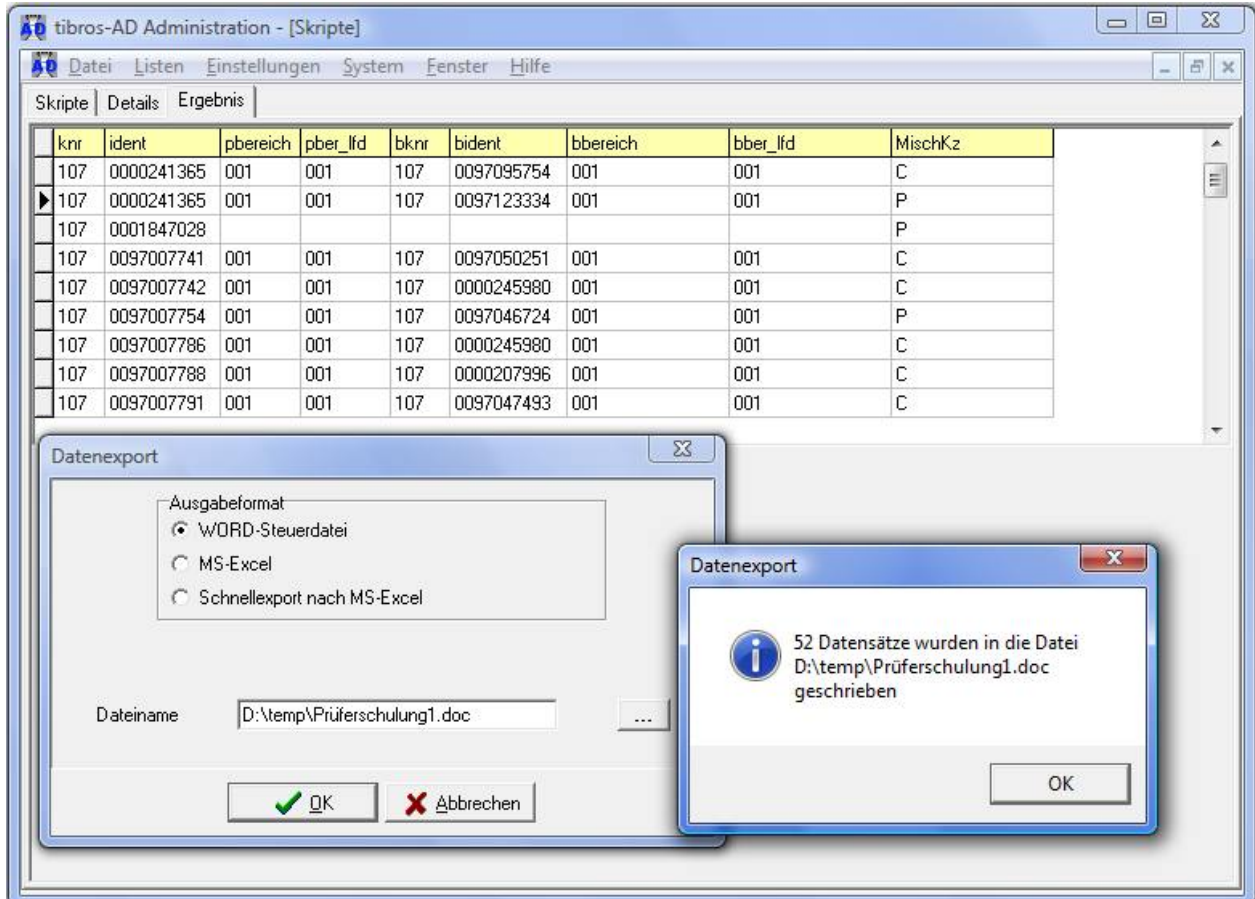 AD tibros-AD Administration - [Skripte]
AD Datei Listen Einstellungen System Fenster Hilfe
Skripte Details Ergebnis
knr ident pbereich pber_lfd bknr bident bbereich bber_lfd MischKz
107 0000241365 001 001 107 0097095754 001 001 C
107 0000241365 001 001 107 0097123334 001 001 P
107 0001847028 P
107 0097007741 001 001 107 0097050251 001 001 C
107 0097007742 001 001 107 0000245980 001 001 C
107 0097007754 001 001 107 0097046724 001 001 P
107 0097007786 001 001 107 0000245980 001 001 C
107 0097007788 001 001 107 0000207996 001 001 C
107 0097007791 001 001 107 0097047493 001 001 C
Datenexport
Ausgabeformat
WORD-Steuerdatei
MS-Excel
Schnellexport nach MS-Excel
Dateiname D:\temp\Prüferschulung1.doc ...
OK Abbrechen
Datenexport
52 Datensätze wurden in die Datei
D:\temp\Prüferschulung1.doc
geschrieben
OK